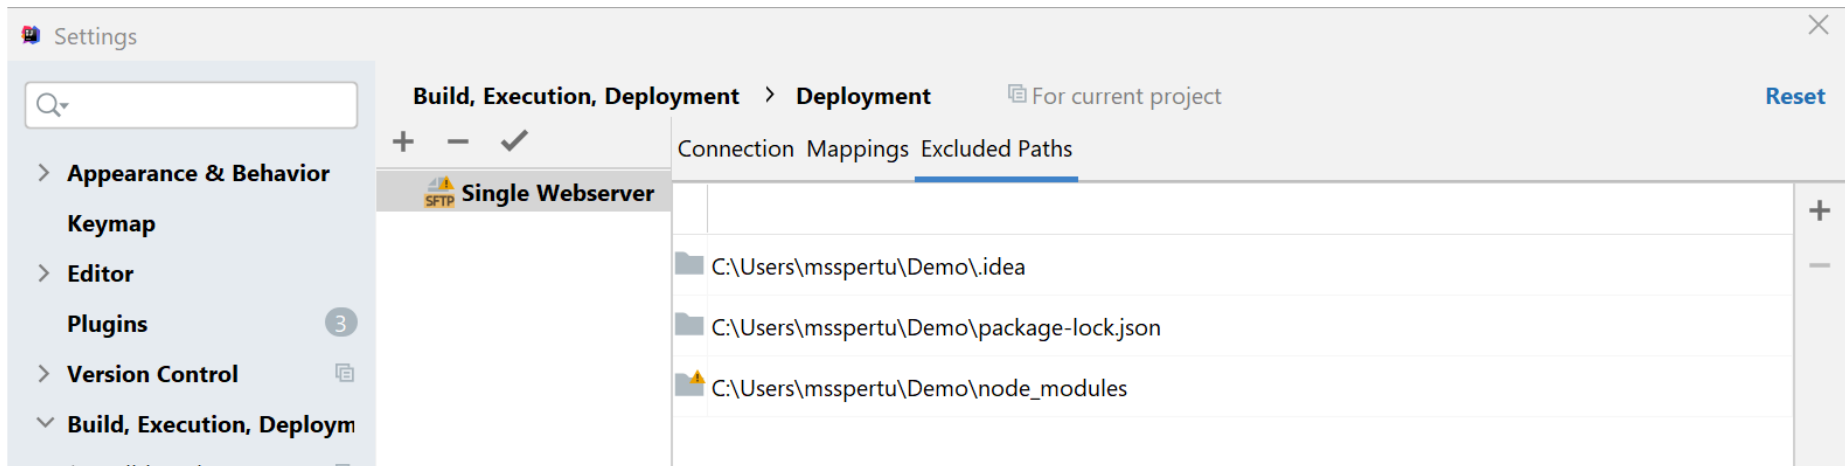 Settings
Build, Execution, Deployment > Deployment For current project Reset
Connection Mappings Excluded Paths
Appearance & Behavior
Keymap
Editor
Plugins 3
Version Control
Build, Execution, Deploym
SFTP Single Webserver
C:\Users\msspertu\Demo\.idea
C:\Users\msspertu\Demo\package-lock.json
C:\Users\msspertu\Demo\node_modules